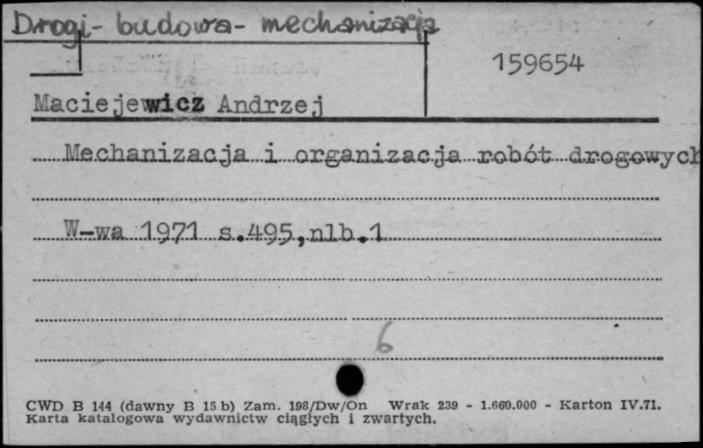 Drogi - budowa - mechanizacja
159654
Maciejewicz Andrzej
Mechanizacja i organizacja robót drogowych
W-wa 1971 s.495,nlb.1
6
CWD B 144 (dawny B 15 b) Zam. 198/Dw/On Wrak 239 - 1.660.000 - Karton IV.71.
Karta katalogowa wydawnictw ciągłych i zwartych.